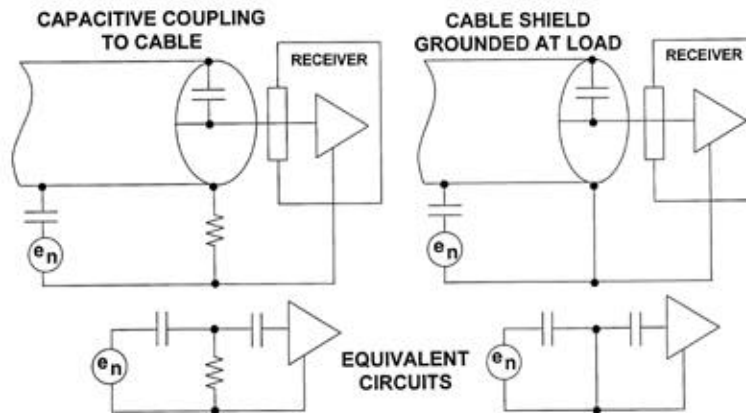 CAPACITIVE COUPLING
TO CABLE
CABLE SHIELD
GROUNDED AT LOAD
RECEIVER
RECEIVER
en
en
en
EQUIVALENT
CIRCUITS
en